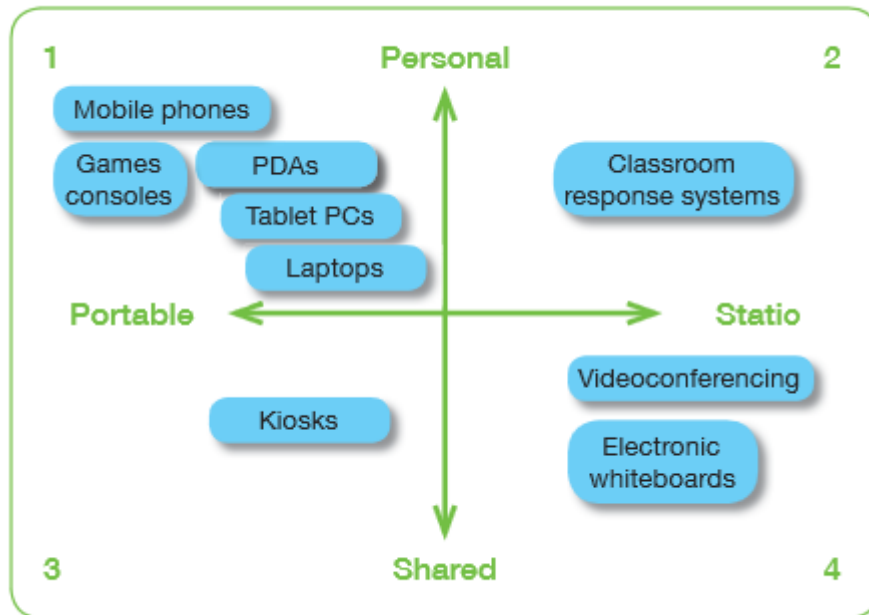 1
Personal
2
Mobile phones
Games
consoles
PDAs
Classroom
response systems
Tablet PCs
Laptops
Portable
Statio
Videoconferencing
Kiosks
Electronic
whiteboards
3
Shared
4